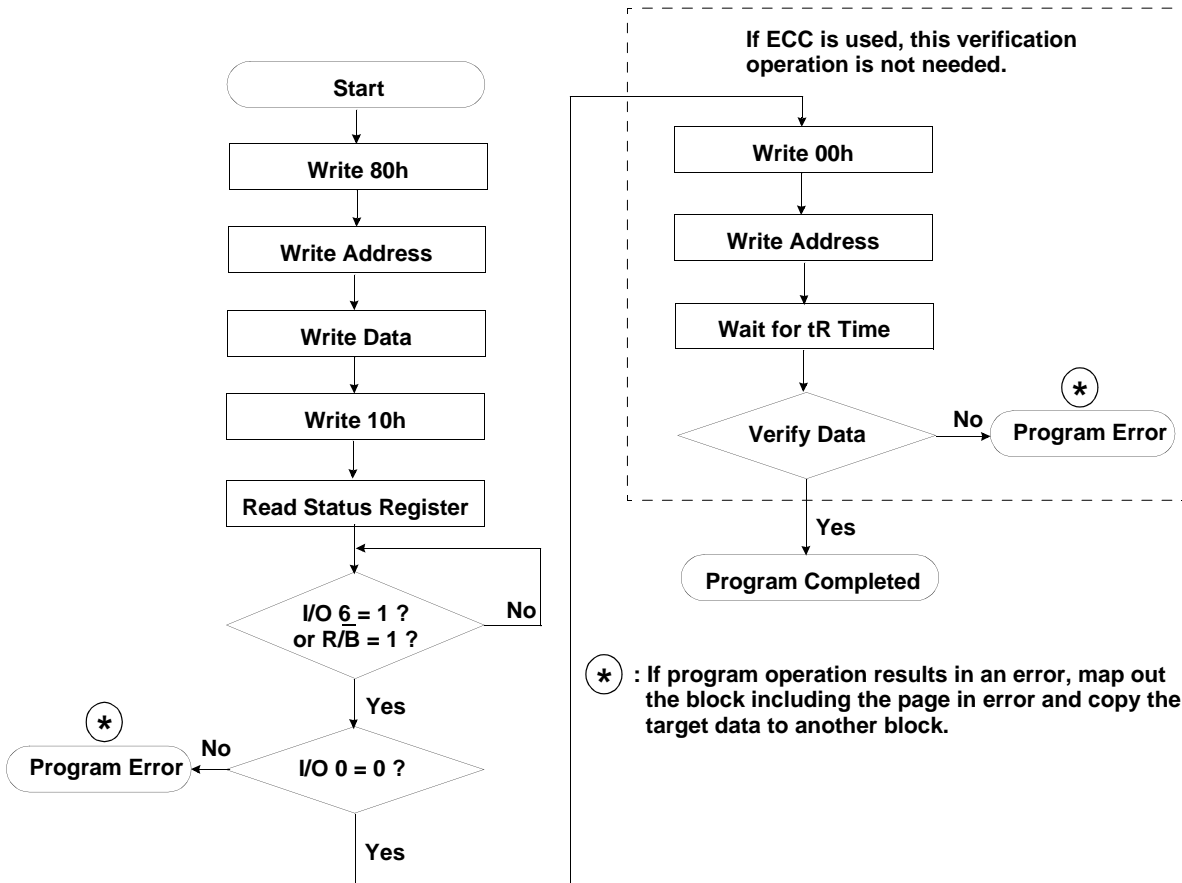 Start
Write 80h
Write Address
Write Data
Write 10h
Read Status Register
I/O 6 = 1 ?
or R/B̅ = 1 ?
No
Yes
*
No
Program Error
I/O 0 = 0 ?
Yes
If ECC is used, this verification
operation is not needed.
Write 00h
Write Address
Wait for tR Time
*
Verify Data
No
Program Error
Yes
Program Completed
* : If program operation results in an error, map out
the block including the page in error and copy the
target data to another block.